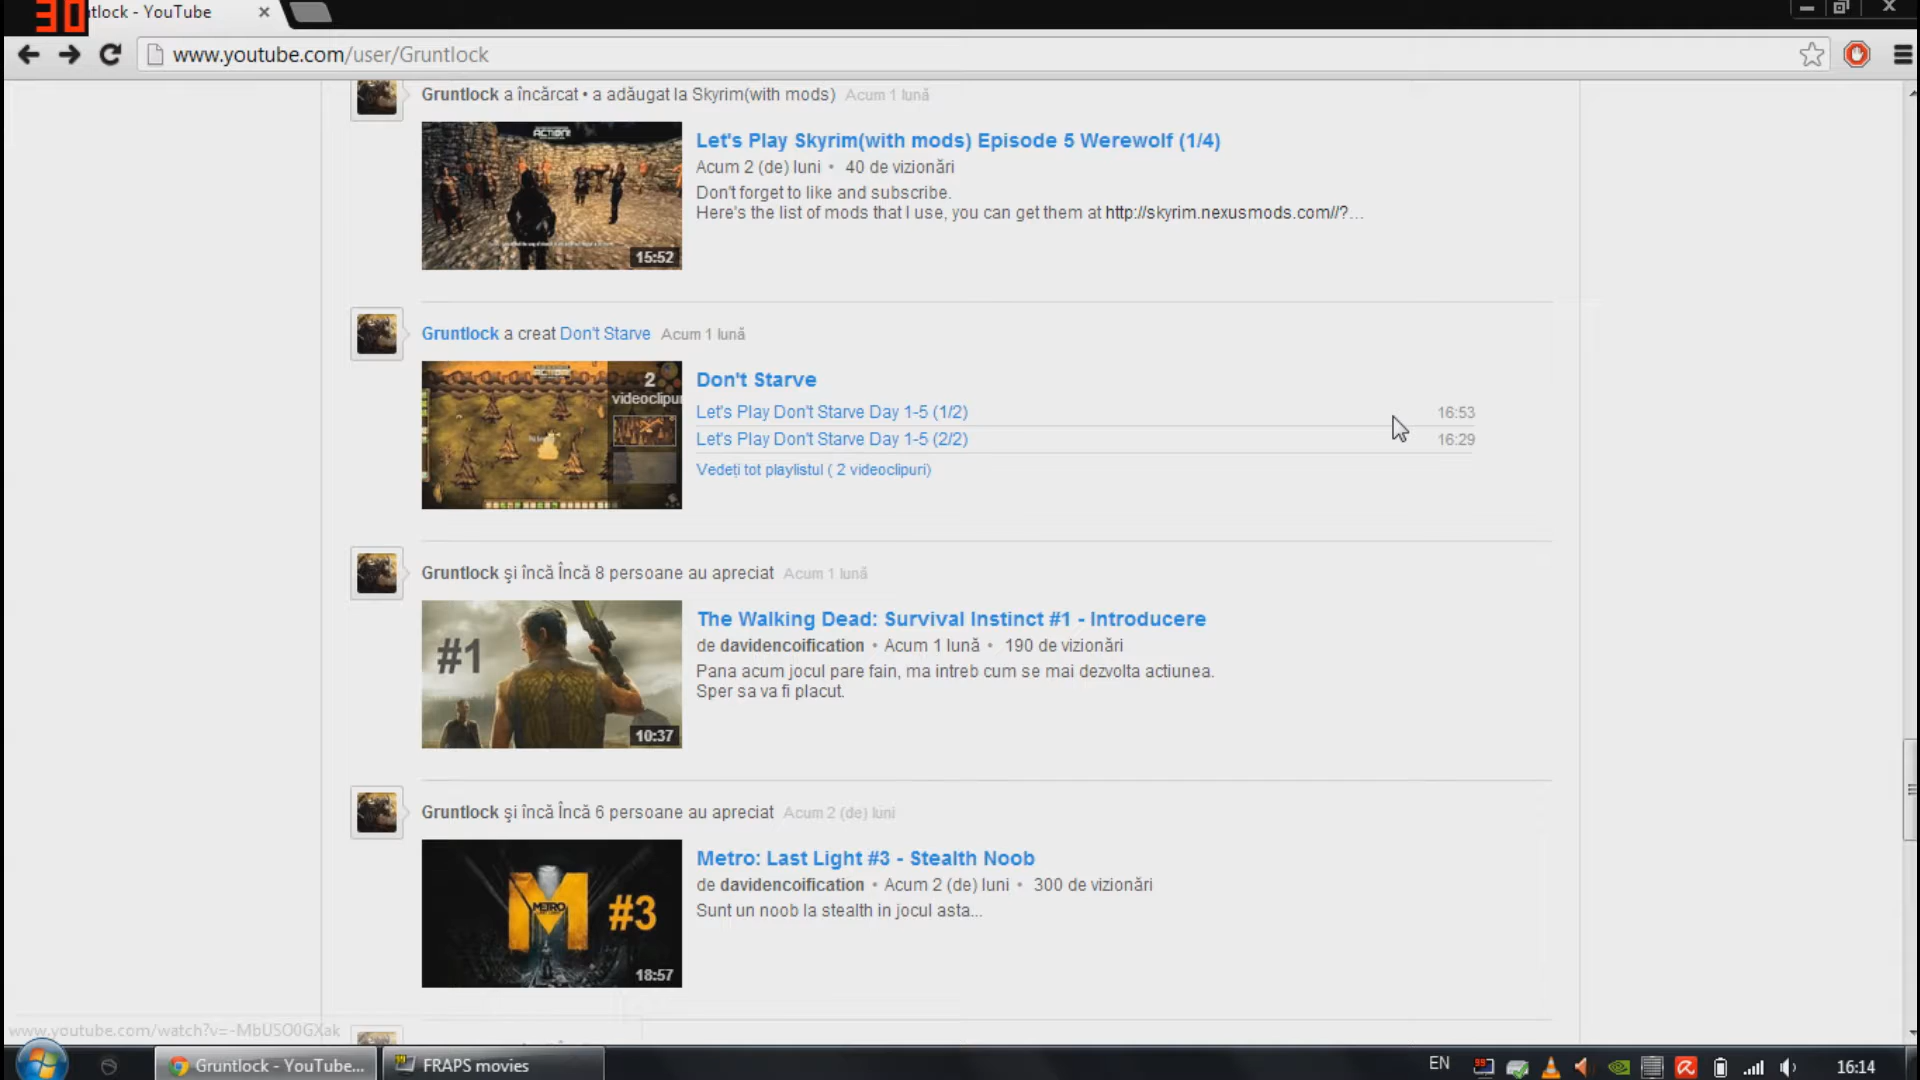 30
tlock - YouTube
www.youtube.com/user/Gruntlock
Gruntlock a încărcat • a adăugat la Skyrim(with mods) Acum 1 lună
ACTION!
Let's Play Skyrim(with mods) Episode 5 Werewolf (1/4)
Acum 2 (de) luni • 40 de vizionări
Don't forget to like and subscribe.
Here's the list of mods that I use, you can get them at http://skyrim.nexusmods.com//?...
15:52
Gruntlock a creat Don't Starve Acum 1 lună
2
videoclipu
Don't Starve
Let's Play Don't Starve Day 1-5 (1/2) 16:53
Let's Play Don't Starve Day 1-5 (2/2) 16:29
Vedeți tot playlistul ( 2 videoclipuri)
Gruntlock și încă Încă 8 persoane au apreciat Acum 1 lună
#1
10:37
The Walking Dead: Survival Instinct #1 - Introducere
de davidencoification • Acum 1 lună • 190 de vizionări
Pana acum jocul pare fain, ma intreb cum se mai dezvolta actiunea.
Sper sa va fi placut.
Gruntlock și încă Încă 6 persoane au apreciat Acum 2 (de) luni
METRO
#3
18:57
Metro: Last Light #3 - Stealth Noob
de davidencoification • Acum 2 (de) luni • 300 de vizionări
Sunt un noob la stealth in jocul asta...
www.youtube.com/watch?v=-MbUSO0GXak
Gruntlock - YouTube...
FRAPS movies
EN
16:14